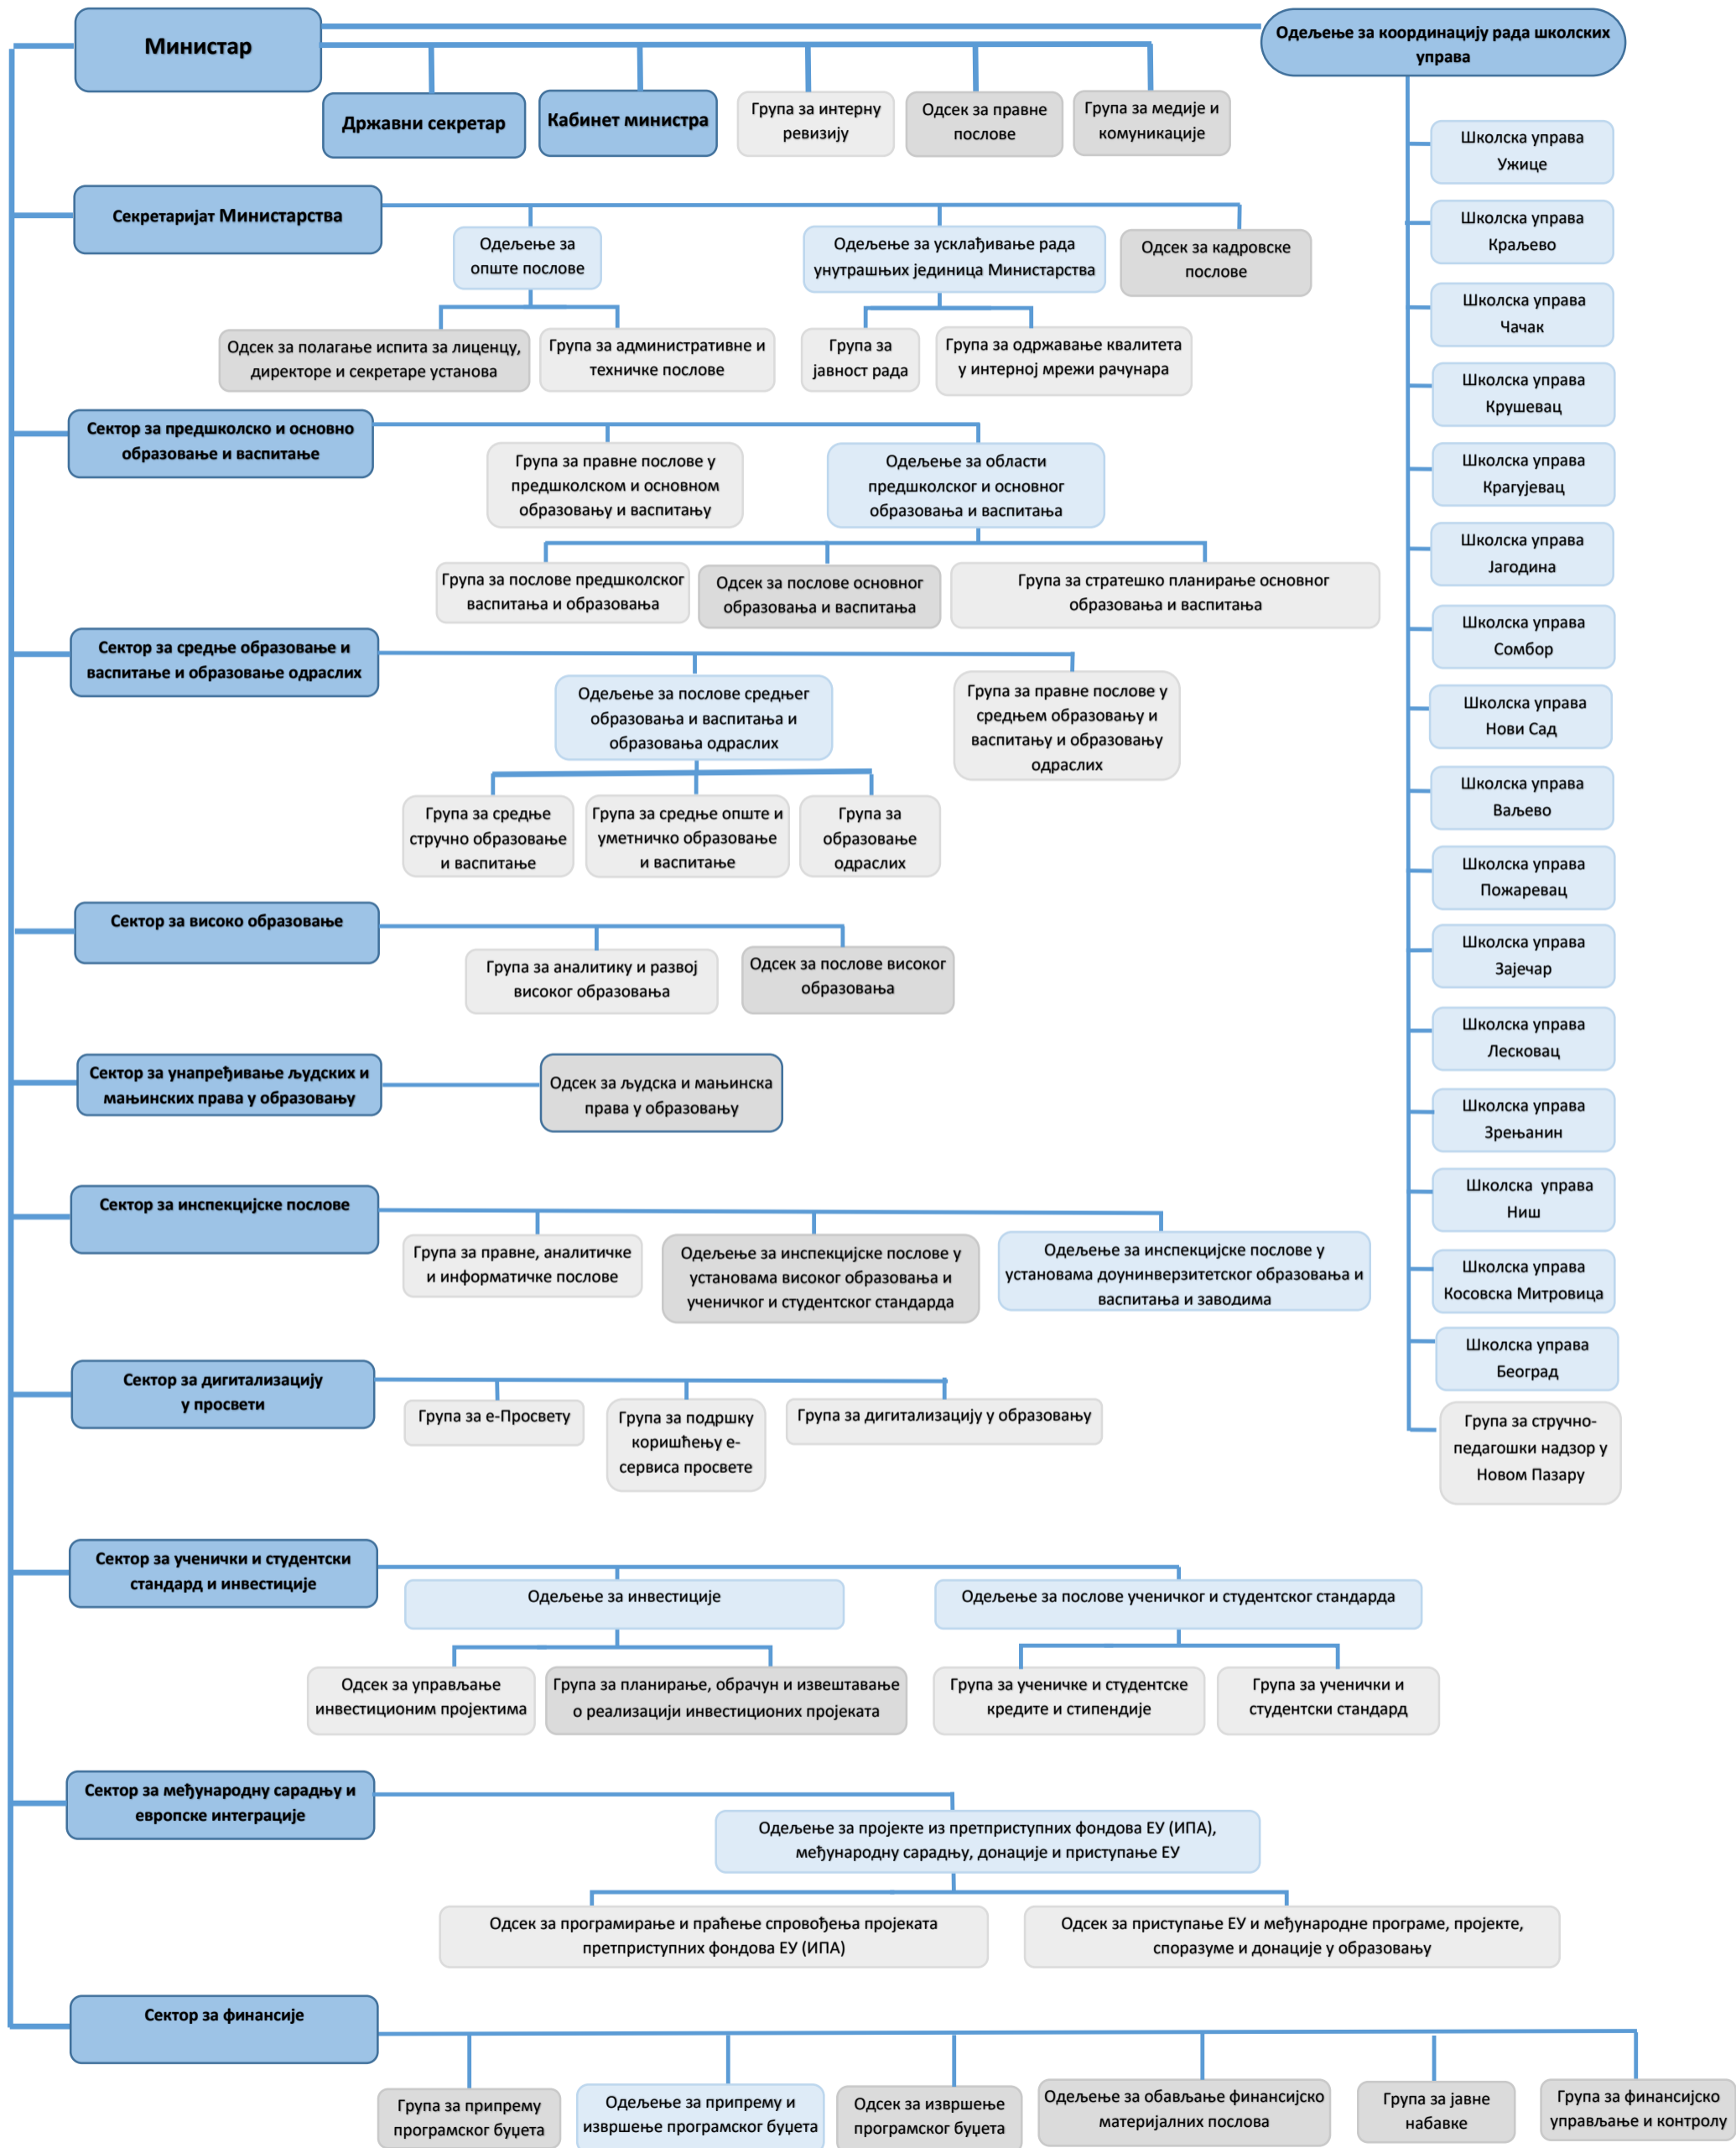 Министар
Одељење за координацију рада школских
управа
Државни секретар
Кабинет министра
Група за интерну
ревизију
Одсек за правне
послове
Група за медије и
комуникације
Школска управа
Ужице
Школска управа
Краљево
Школска управа
Чачак
Школска управа
Крушевац
Школска управа
Крагујевац
Школска управа
Јагодина
Школска управа
Сомбор
Школска управа
Нови Сад
Школска управа
Ваљево
Школска управа
Пожаревац
Школска управа
Зајечар
Школска управа
Лесковац
Школска управа
Зрењанин
Школска управа
Ниш
Школска управа
Косовска Митровица
Школска управа
Београд
Група за стручно-
педагошки надзор у
Новом Пазару
Секретаријат Министарства
Одељење за
опште послове
Одељење за усклађивање рада
унутрашњих јединица Министарства
Одсек за кадровске
послове
Одсек за полагање испита за лиценцу,
директоре и секретаре установа
Група за административне и
техничке послове
Група за
јавност рада
Група за одржавање квалитета
у интерној мрежи рачунара
Сектор за предшколско и основно
образовање и васпитање
Група за правне послове у
предшколском и основном
образовању и васпитању
Одељење за области
предшколског и основног
образовања и васпитања
Група за послове предшколског
васпитања и образовања
Одсек за послове основног
образовања и васпитања
Група за стратешко планирање основног
образовања и васпитања
Сектор за средње образовање и
васпитање и образовање одраслих
Одељење за послове средњег
образовања и васпитања и
образовања одраслих
Група за правне послове у
средњем образовању и
васпитању и образовању
одраслих
Група за средње
стручно образовање
и васпитање
Група за средње опште и
уметничко образовање
и васпитање
Група за
образовање
одраслих
Сектор за високо образовање
Група за аналитику и развој
високог образовања
Одсек за послове високог
образовања
Сектор за унапређивање људских и
мањинских права у образовању
Одсек за људска и мањинска
права у образовању
Сектор за инспекцијске послове
Група за правне, аналитичке
и информатичке послове
Одељење за инспекцијске послове у
установама високог образовања и
ученичког и студентског стандарда
Одељење за инспекцијске послове у
установама доунинверзитетског образовања и
васпитања и заводима
Сектор за дигитализацију
у просвети
Група за е-Просвету
Група за подршку
коришћењу е-
сервиса просвете
Група за дигитализацију у образовању
Сектор за ученички и студентски
стандард и инвестиције
Одељење за инвестиције
Одељење за послове ученичког и студентског стандарда
Одсек за управљање
инвестиционим пројектима
Група за планирање, обрачун и извештавање
о реализацији инвестиционих пројеката
Група за ученичке и студентске
кредите и стипендије
Група за ученички и
студентски стандард
Сектор за међународну сарадњу и
европске интеграције
Одељење за пројекте из претприступних фондова ЕУ (ИПА),
међународну сарадњу, донације и приступање ЕУ
Одсек за програмирање и праћење спровођења пројеката
претприступних фондова ЕУ (ИПА)
Одсек за приступање ЕУ и међународне програме, пројекте,
споразуме и донације у образовању
Сектор за финансије
Група за припрему
програмског буџета
Одељење за припрему и
извршење програмског буџета
Одсек за извршење
програмског буџета
Одељење за обављање финансијско
материјалних послова
Група за јавне
набавке
Група за финансијско
управљање и контролу